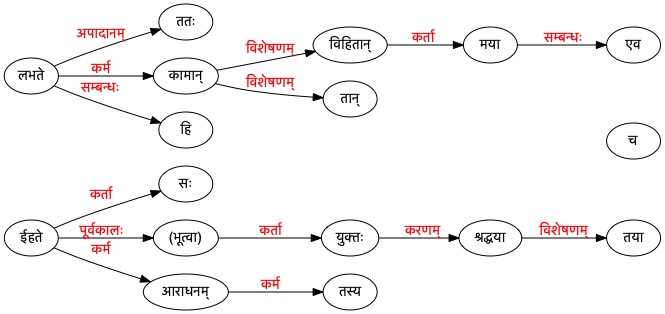 ततः
अपादानम्
विहितान् कर्ता मया सम्बन्धः एव
विशेषणम्
लभते कर्म कामान्
सम्बन्धः विशेषणम्
तान्
हि
च
सः
कर्ता
ईहते पूर्वकालः (भूत्वा) कर्ता युक्तः करणम् श्रद्धया विशेषणम् तया
कर्म
आराधनम् कर्म तस्य